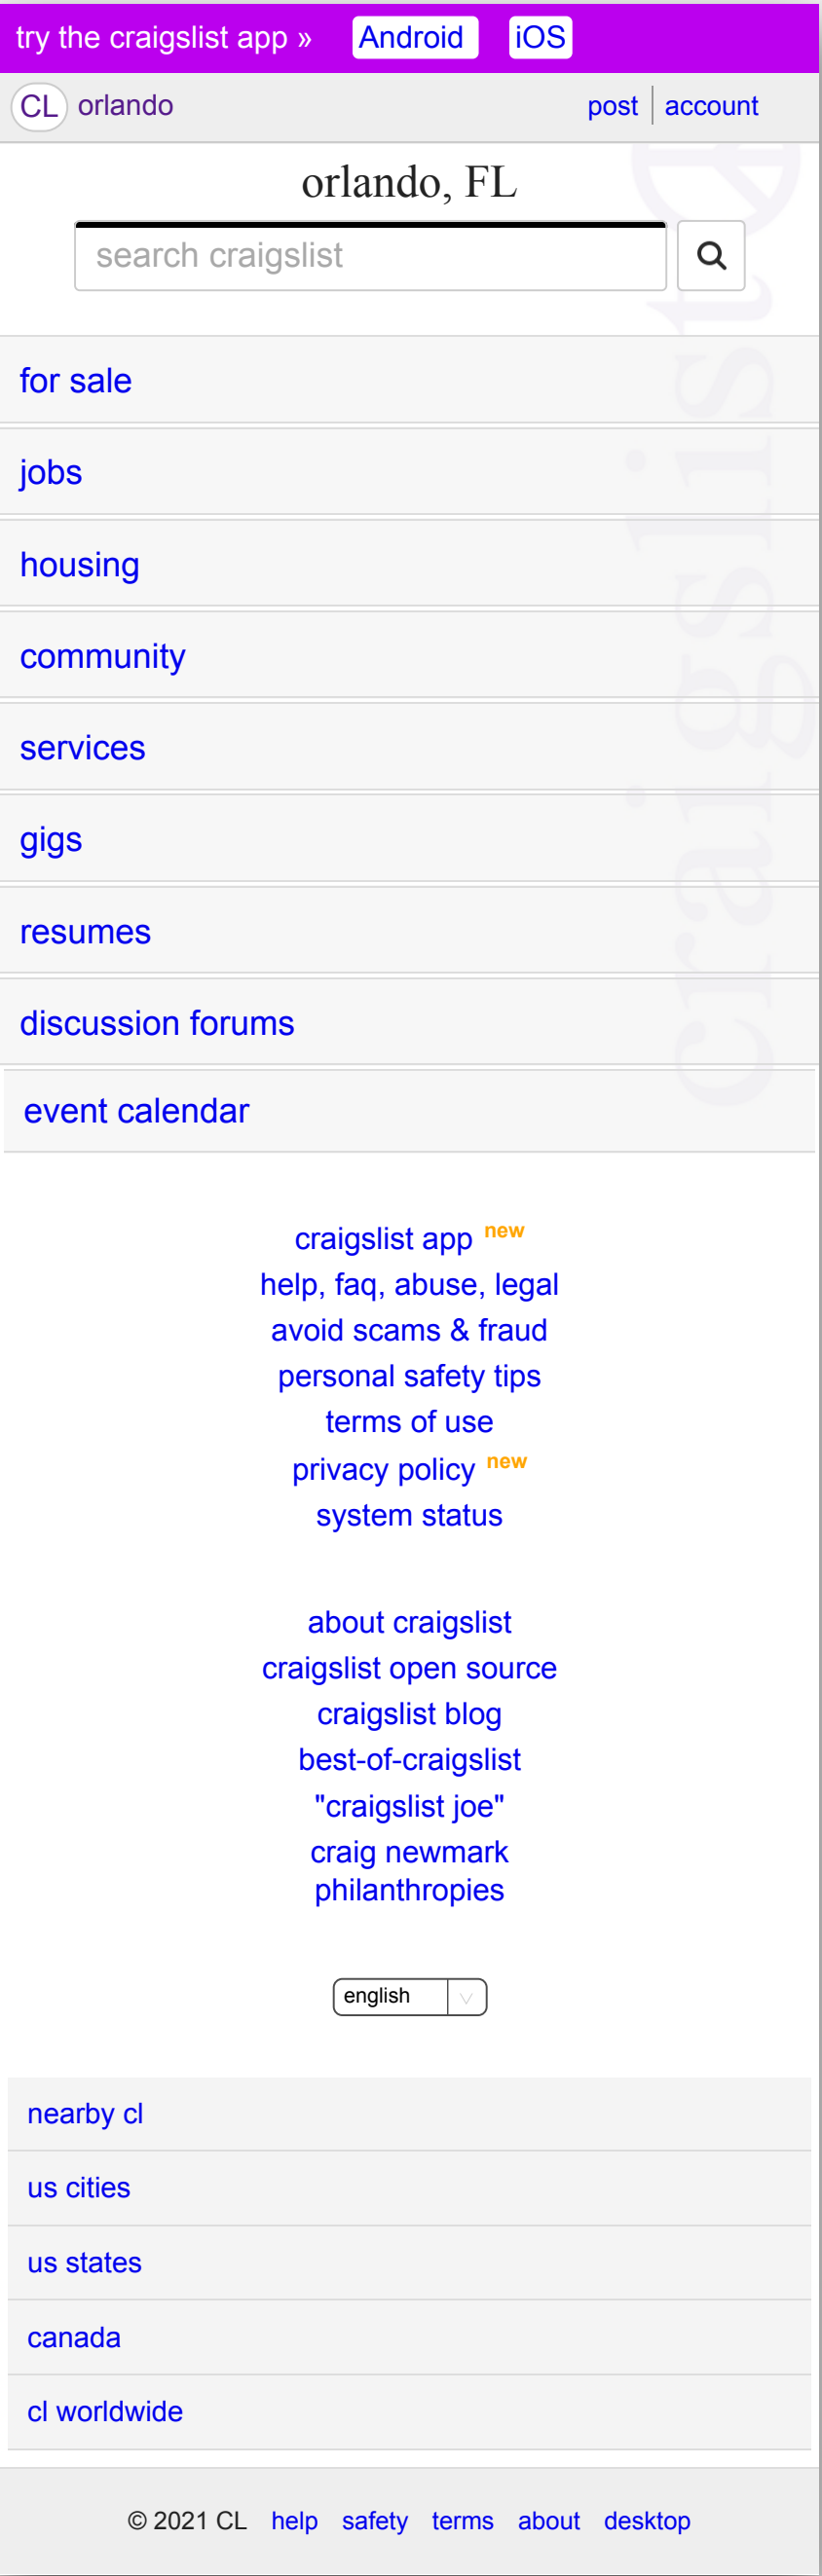 try the craigslist app » Android iOS
CL orlando post account
orlando, FL
search craigslist
for sale
jobs
housing
community
services
gigs
resumes
discussion forums
event calendar
craigslist
craigslist app new
help, faq, abuse, legal
avoid scams & fraud
personal safety tips
terms of use
privacy policy new
system status
about craigslist
craigslist open source
craigslist blog
best-of-craigslist
"craigslist joe"
craig newmark
philanthropies
english
nearby cl
us cities
us states
canada
cl worldwide
© 2021 CL help safety terms about desktop